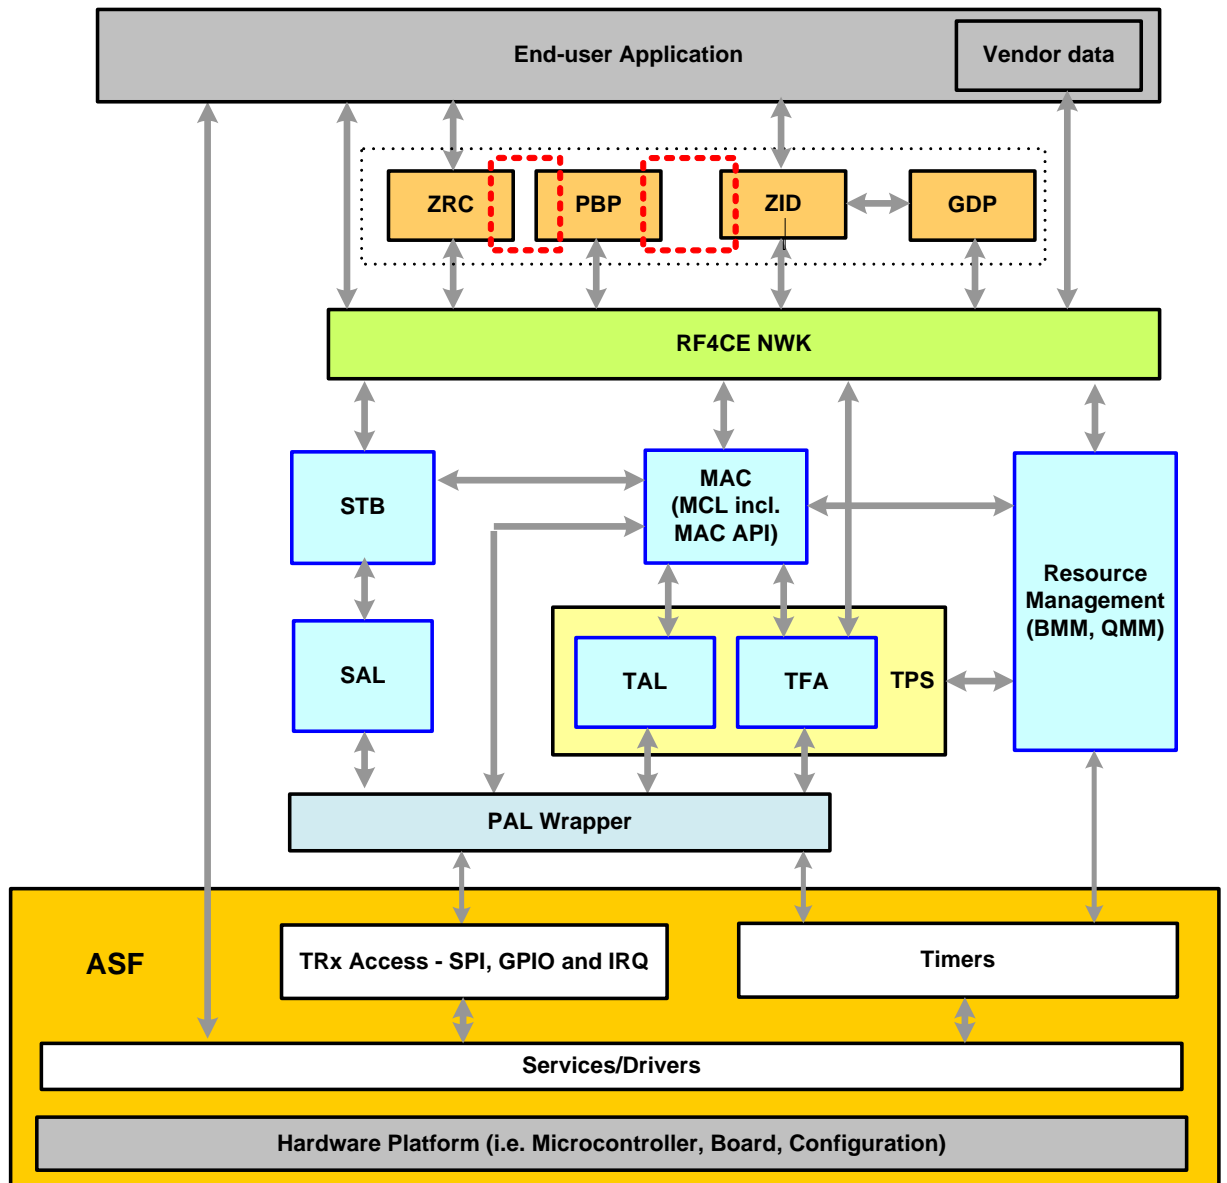 End-user Application
Vendor data
ZRC
PBP
ZID
GDP
RF4CE NWK
STB
MAC
(MCL incl.
MAC API)
Resource
Management
(BMM, QMM)
SAL
TAL
TFA
TPS
PAL Wrapper
ASF
TRx Access - SPI, GPIO and IRQ
Timers
Services/Drivers
Hardware Platform (i.e. Microcontroller, Board, Configuration)